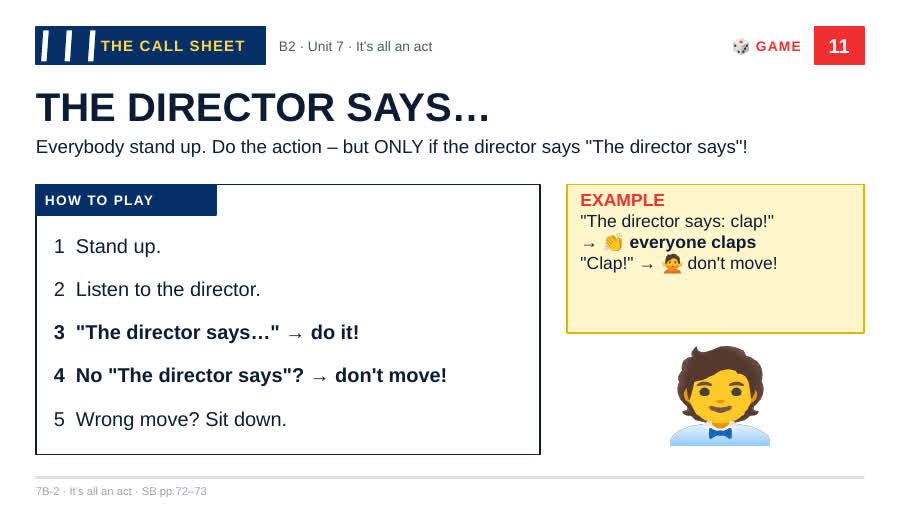 THE CALL SHEET
B2 · Unit 7 · It's all an act
🎲 GAME
11
THE DIRECTOR SAYS…
Everybody stand up. Do the action – but ONLY if the director says "The director says"!
HOW TO PLAY
1 Stand up.
2 Listen to the director.
3 "The director says…" → do it!
4 No "The director says"? → don't move!
5 Wrong move? Sit down.
EXAMPLE
"The director says: clap!"
→ 👏 everyone claps
"Clap!" → 🙅 don't move!
7B-2 · It's all an act · SB pp.72–73